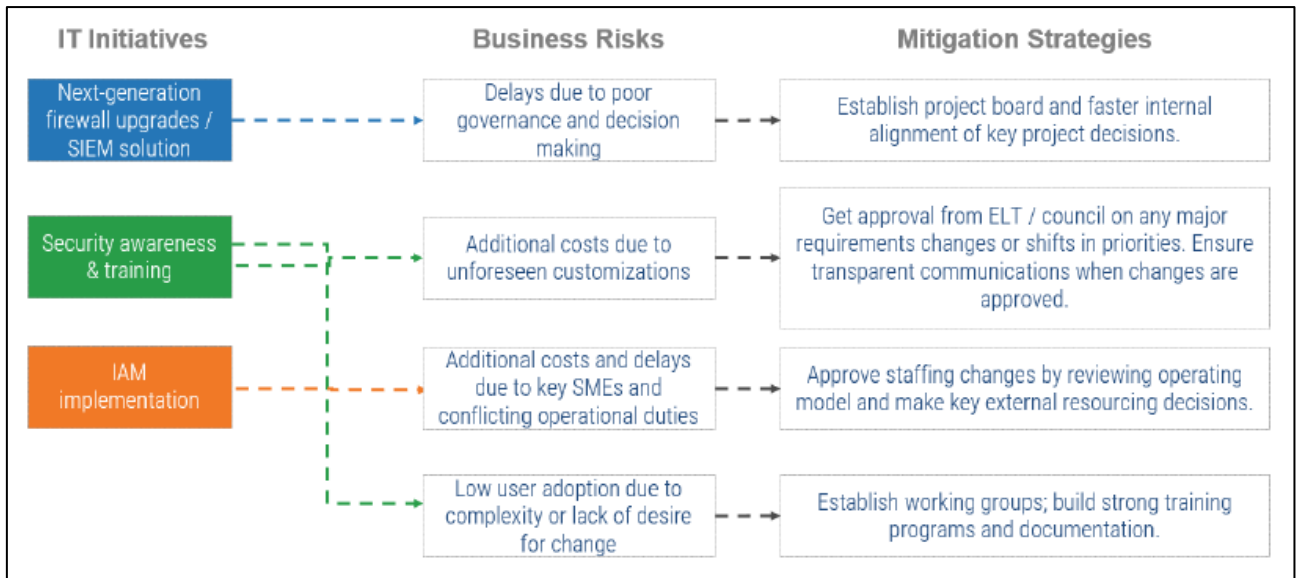 IT Initiatives
Business Risks
Mitigation Strategies
Next-generation
firewall upgrades /
SIEM solution
Delays due to poor
governance and decision
making
Establish project board and faster internal
alignment of key project decisions.
Security awareness
& training
Additional costs due to
unforeseen customizations
Get approval from ELT / council on any major
requirements changes or shifts in priorities. Ensure
transparent communications when changes are
approved.
IAM
implementation
Additional costs and delays
due to key SMEs and
conflicting operational duties
Approve staffing changes by reviewing operating
model and make key external resourcing decisions.
Low user adoption due to
complexity or lack of desire
for change
Establish working groups; build strong training
programs and documentation.